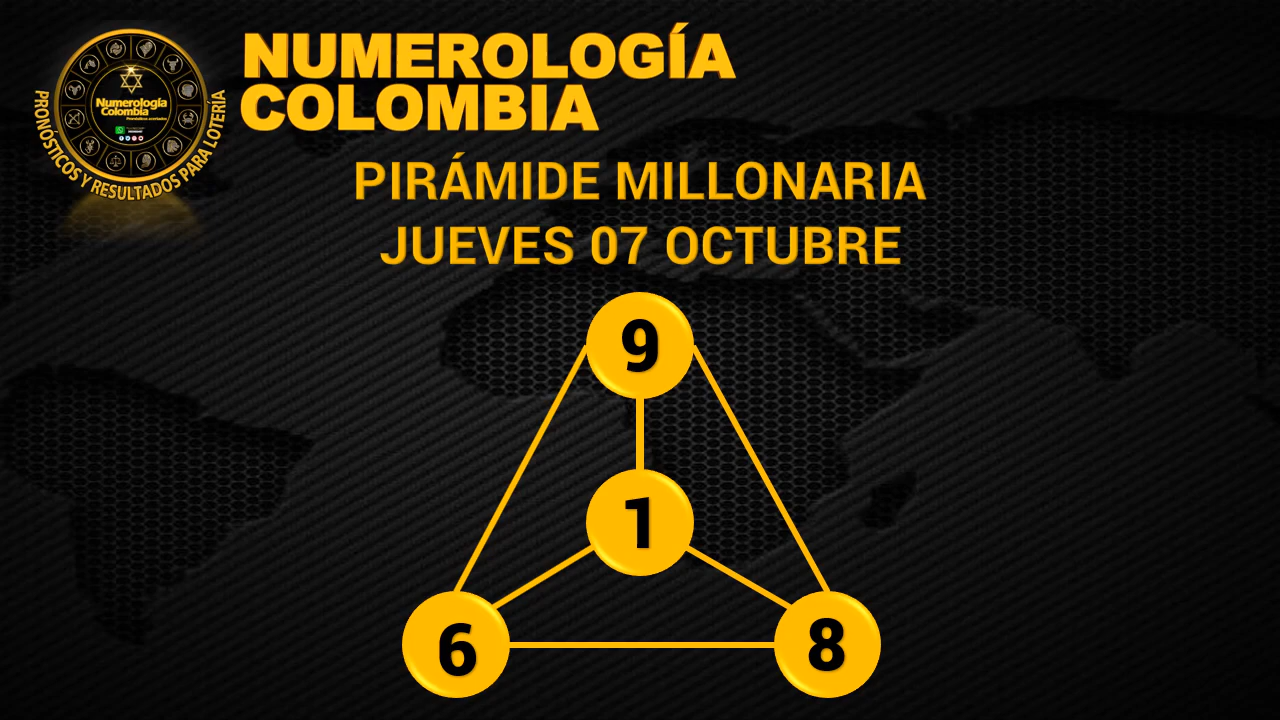 NUMEROLOGÍA
COLOMBIA
PRONÓSTICOS Y RESULTADOS PARA LOTERÍA
Numerología
Colombia
PIRÁMIDE MILLONARIA
JUEVES 07 OCTUBRE
9
1
6
8